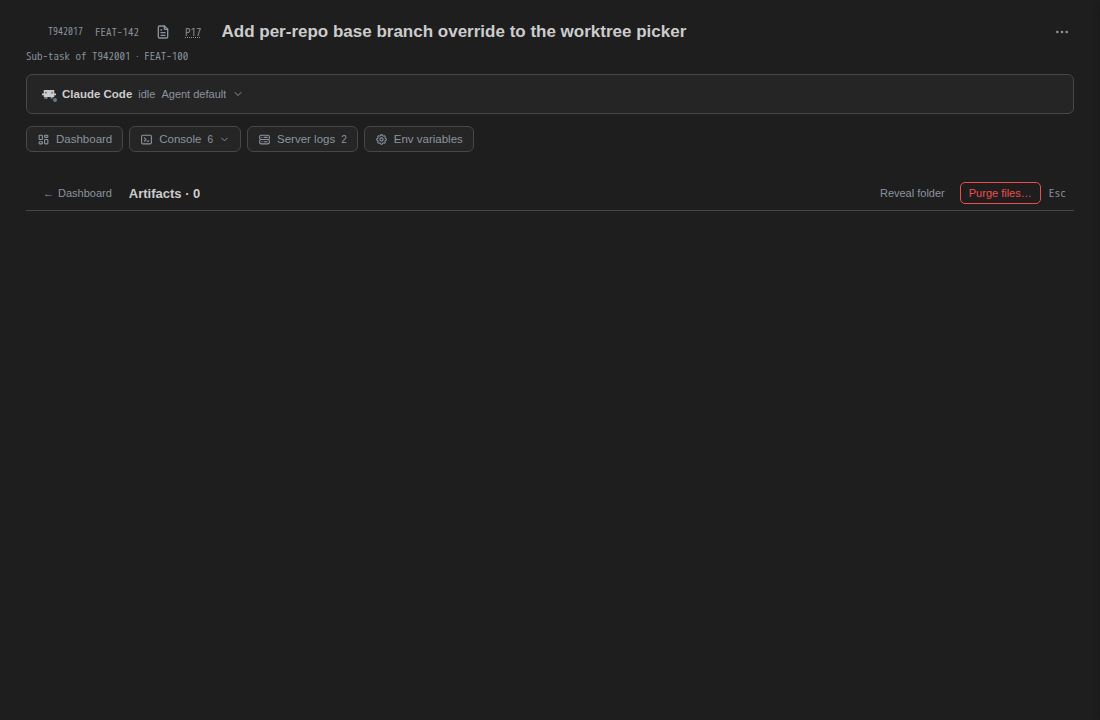 T942017 FEAT-142 P17 Add per-repo base branch override to the worktree picker
Sub-task of T942001 · FEAT-100
Claude Code idle Agent default
Dashboard Console 6 Server logs 2 Env variables
← Dashboard Artifacts · 0 Reveal folder Purge files… Esc